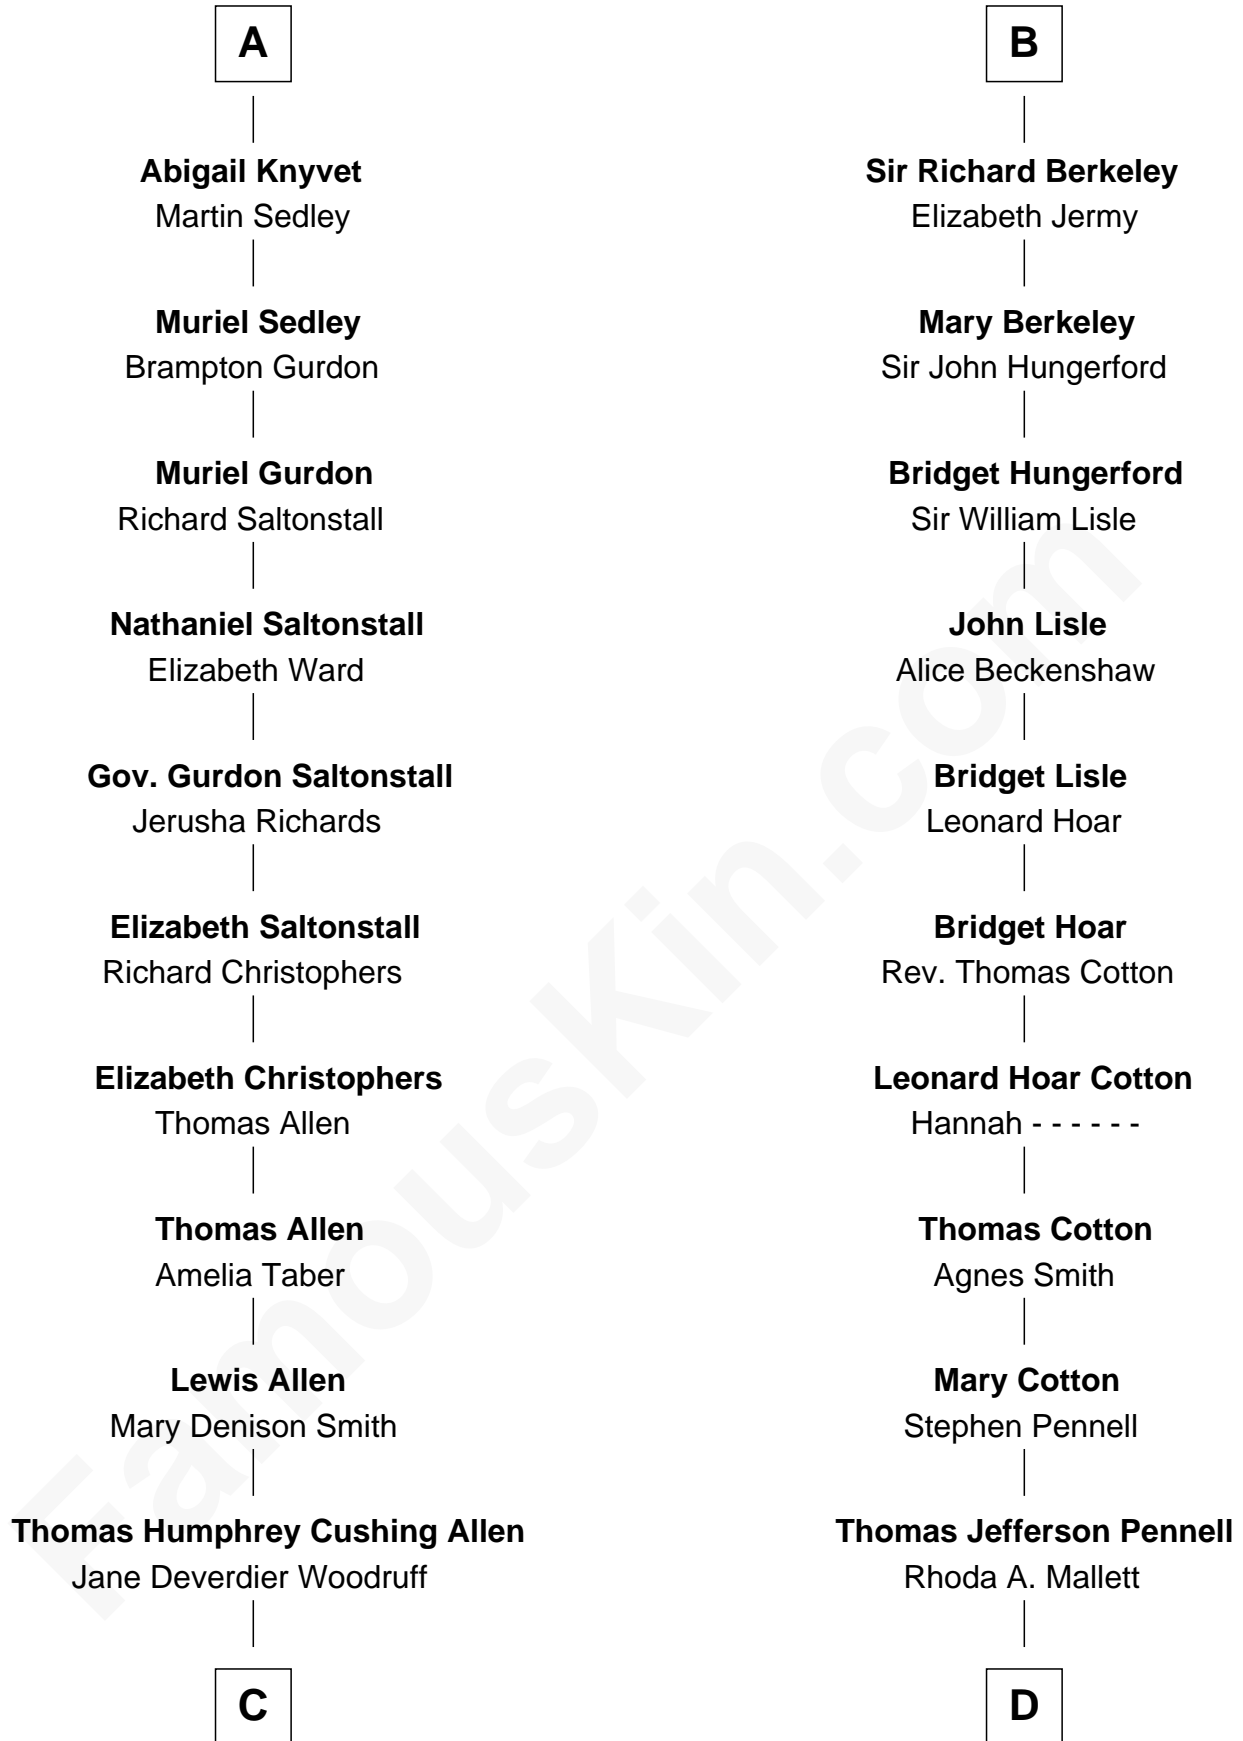 A
Abigail Knyvet
Martin Sedley
Muriel Sedley
Brampton Gurdon
Muriel Gurdon
Richard Saltonstall
Nathaniel Saltonstall
Elizabeth Ward
Gov. Gurdon Saltonstall
Jerusha Richards
Elizabeth Saltonstall
Richard Christophers
Elizabeth Christophers
Thomas Allen
Thomas Allen
Amelia Taber
Lewis Allen
Mary Denison Smith
Thomas Humphrey Cushing Allen
Jane Deverdier Woodruff
C
B
Sir Richard Berkeley
Elizabeth Jermy
Mary Berkeley
Sir John Hungerford
Bridget Hungerford
Sir William Lisle
John Lisle
Alice Beckenshaw
Bridget Lisle
Leonard Hoar
Bridget Hoar
Rev. Thomas Cotton
Leonard Hoar Cotton
Hannah - - - - - -
Thomas Cotton
Agnes Smith
Mary Cotton
Stephen Pennell
Thomas Jefferson Pennell
Rhoda A. Mallett
D
FamousKin.com